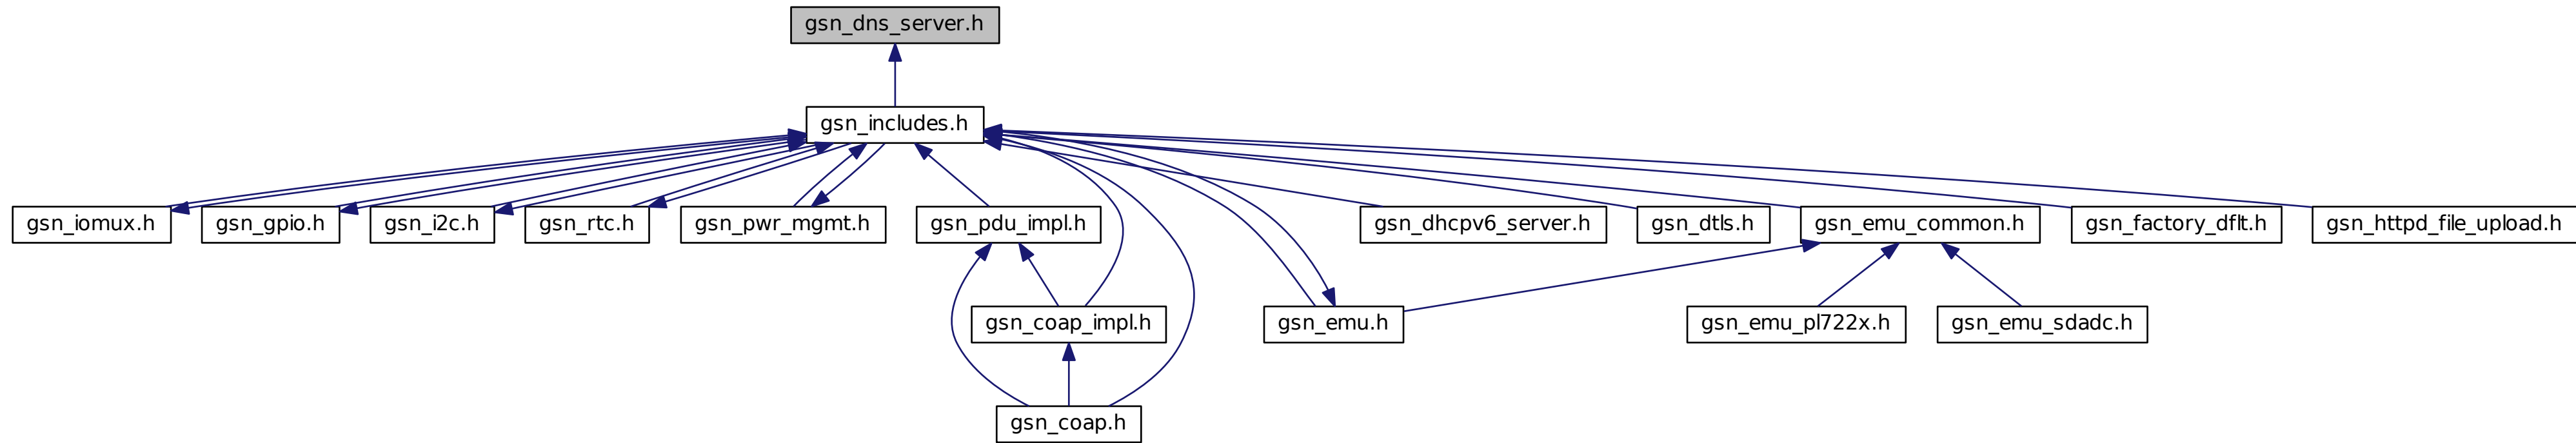 gsn_dns_server.h
gsn_includes.h
gsn_iomux.h
gsn_gpio.h
gsn_i2c.h
gsn_rtc.h
gsn_pwr_mgmt.h
gsn_pdu_impl.h
gsn_dhcpv6_server.h
gsn_dtls.h
gsn_emu_common.h
gsn_factory_dflt.h
gsn_httpd_file_upload.h
gsn_coap_impl.h
gsn_emu.h
gsn_emu_pl722x.h
gsn_emu_sdadc.h
gsn_coap.h